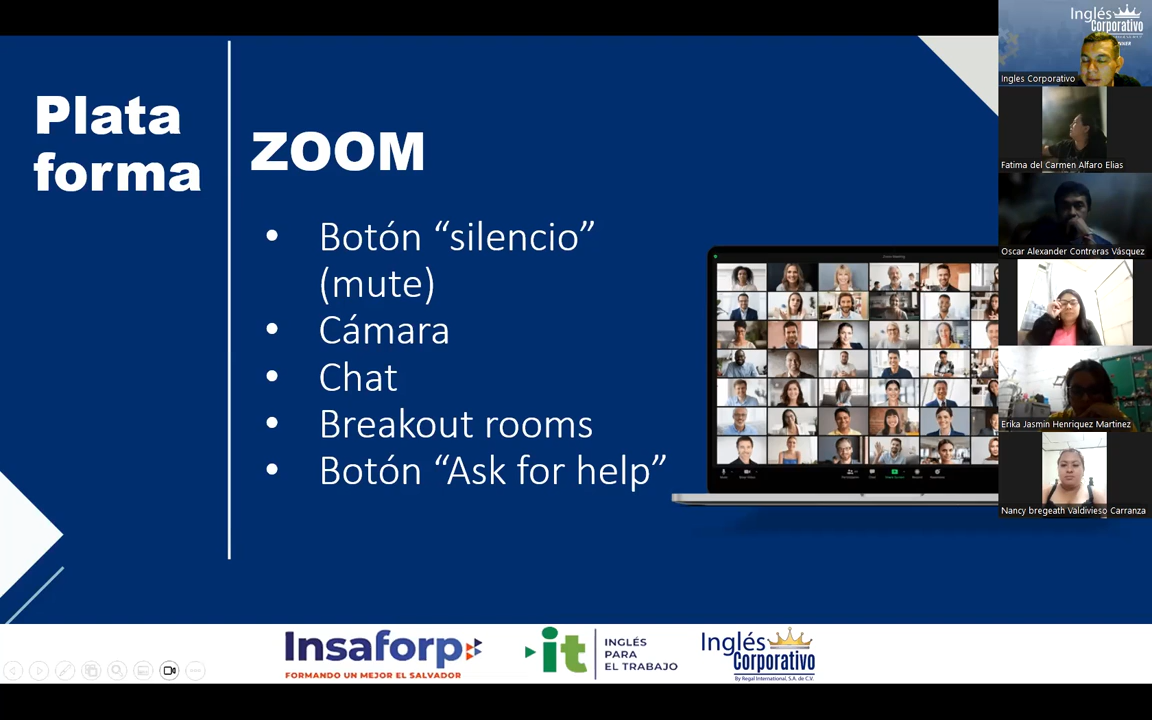 Plata
forma
ZOOM
• Botón “silencio”
(mute)
• Cámara
• Chat
• Breakout rooms
• Botón “Ask for help”
Insaforp
FORMANDO UN MEJOR EL SALVADOR
it
INGLÉS
PARA
EL TRABAJO
Inglés
Corporativo
By Regal International, S.A. de C.V.
Inglés
Corporativo
Ingles Corporativo
Fatima del Carmen Alfaro Elias
Oscar Alexander Contreras Vásquez
Erika Jasmin Henriquez Martinez
Nancy bregeath Valdivieso Carranza